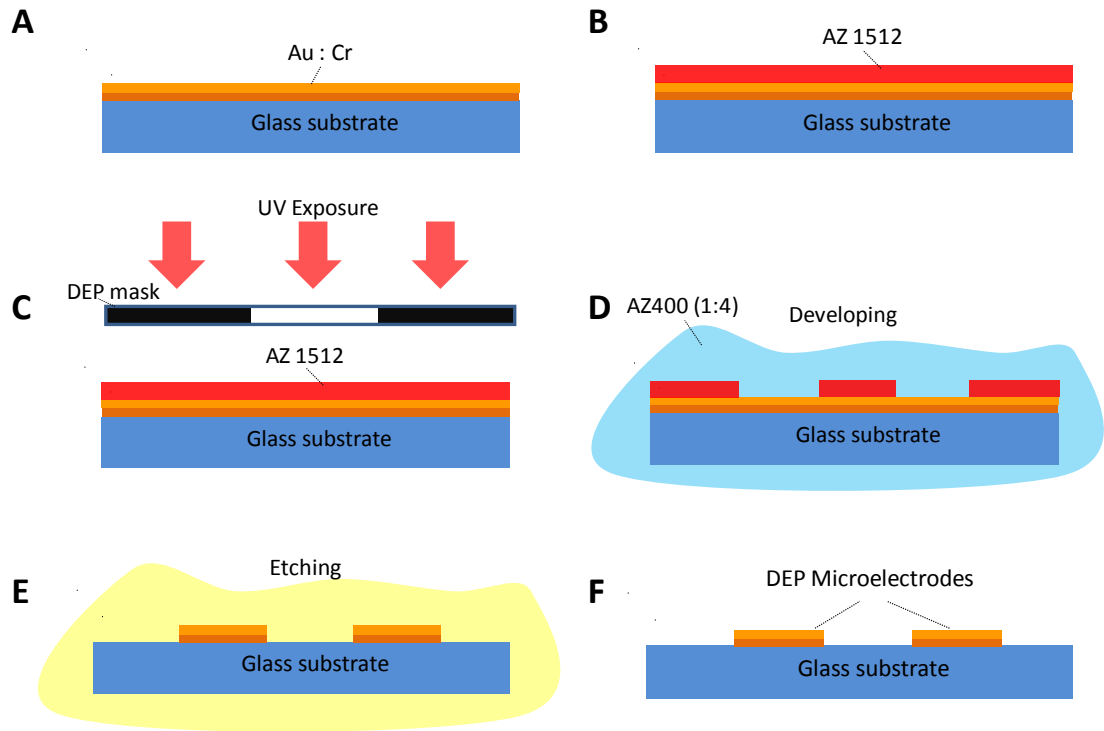 A
Au : Cr
Glass substrate
B
AZ 1512
Glass substrate
UV Exposure
C
DEP mask
AZ 1512
Glass substrate
D
AZ400 (1:4)
Developing
Glass substrate
E
Etching
Glass substrate
F
DEP Microelectrodes
Glass substrate